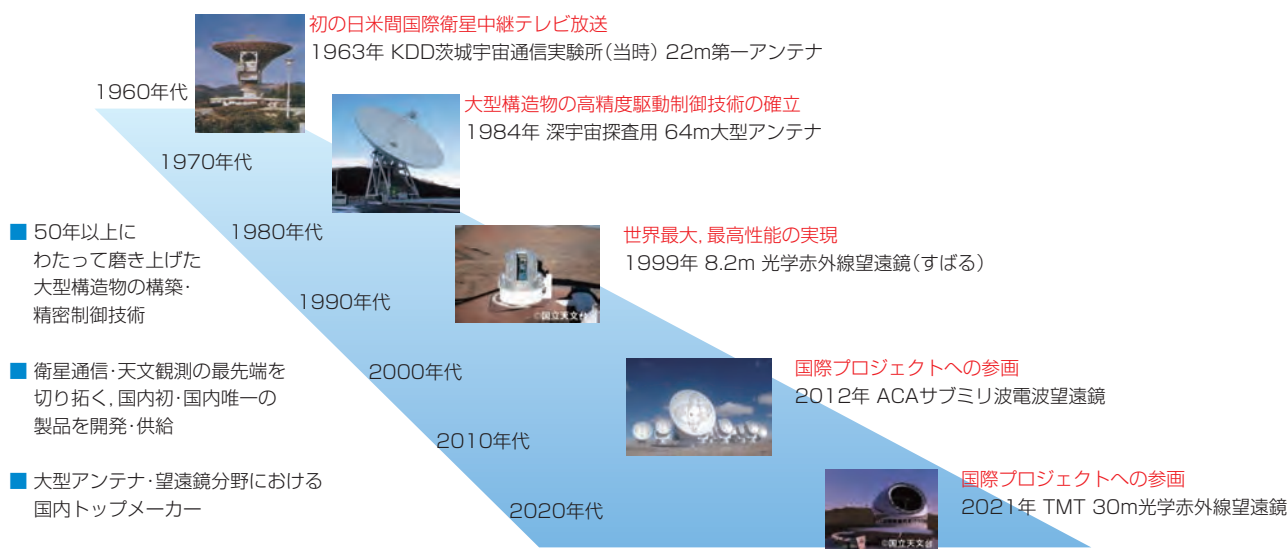 初の日米間国際衛星中継テレビ放送
1963年 KDD茨城宇宙通信実験所(当時) 22m第一アンテナ
1960年代
大型構造物の高精度駆動制御技術の確立
1984年 深宇宙探査用 64m大型アンテナ
1970年代
■ 50年以上に
わたって磨き上げた
大型構造物の構築・
精密制御技術
1980年代
世界最大, 最高性能の実現
1999年 8.2m 光学赤外線望遠鏡(すばる)
©国立天文台
1990年代
■ 衛星通信・天文観測の最先端を
切り拓く, 国内初・国内唯一の
製品を開発・供給
2000年代
国際プロジェクトへの参画
2012年 ACAサブミリ波電波望遠鏡
2010年代
■ 大型アンテナ・望遠鏡分野における
国内トップメーカー
2020年代
国際プロジェクトへの参画
2021年 TMT 30m光学赤外線望遠鏡
©国立天文台